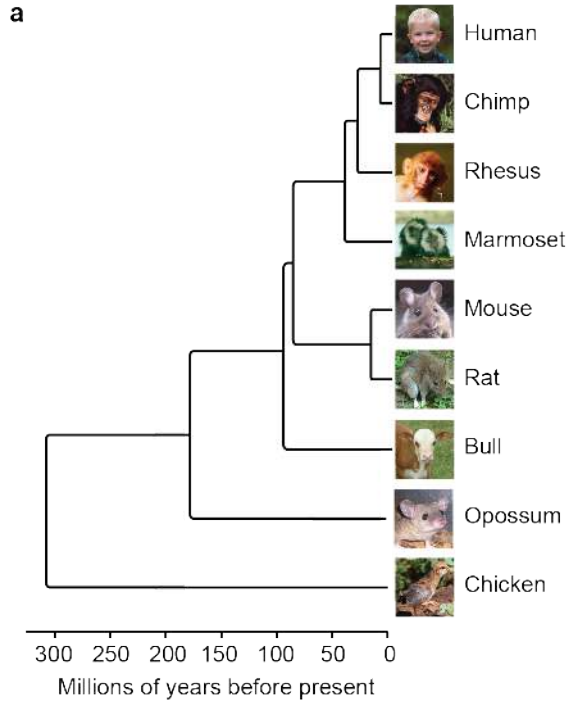 a
Human
Chimp
Rhesus
Marmoset
Mouse
Rat
Bull
Opossum
Chicken
300 250 200 150 100 50 0
Millions of years before present